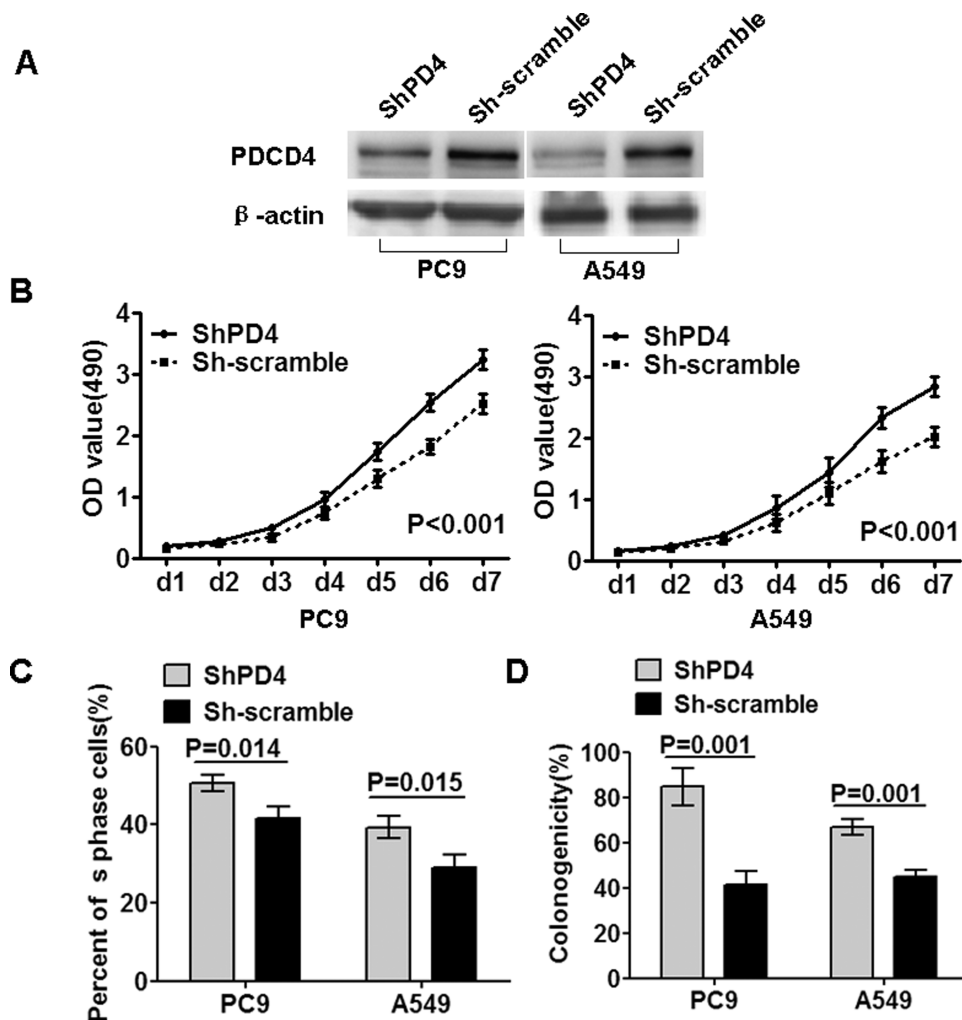 A
ShPD4 Sh-scramble ShPD4 Sh-scramble
PDCD4
β-actin
PC9 A549
B
4
3
2
1
0
OD value(490)
ShPD4
Sh-scramble
P<0.001
d1 d2 d3 d4 d5 d6 d7
PC9
4
3
2
1
0
OD value(490)
ShPD4
Sh-scramble
P<0.001
d1 d2 d3 d4 d5 d6 d7
A549
C
ShPD4
Sh-scramble
Percent of s phase cells(%)
60
40
20
0
P=0.014
P=0.015
PC9 A549
D
ShPD4
Sh-scramble
Colonogenicity(%)
100
80
60
40
20
0
P=0.001
P=0.001
PC9 A549